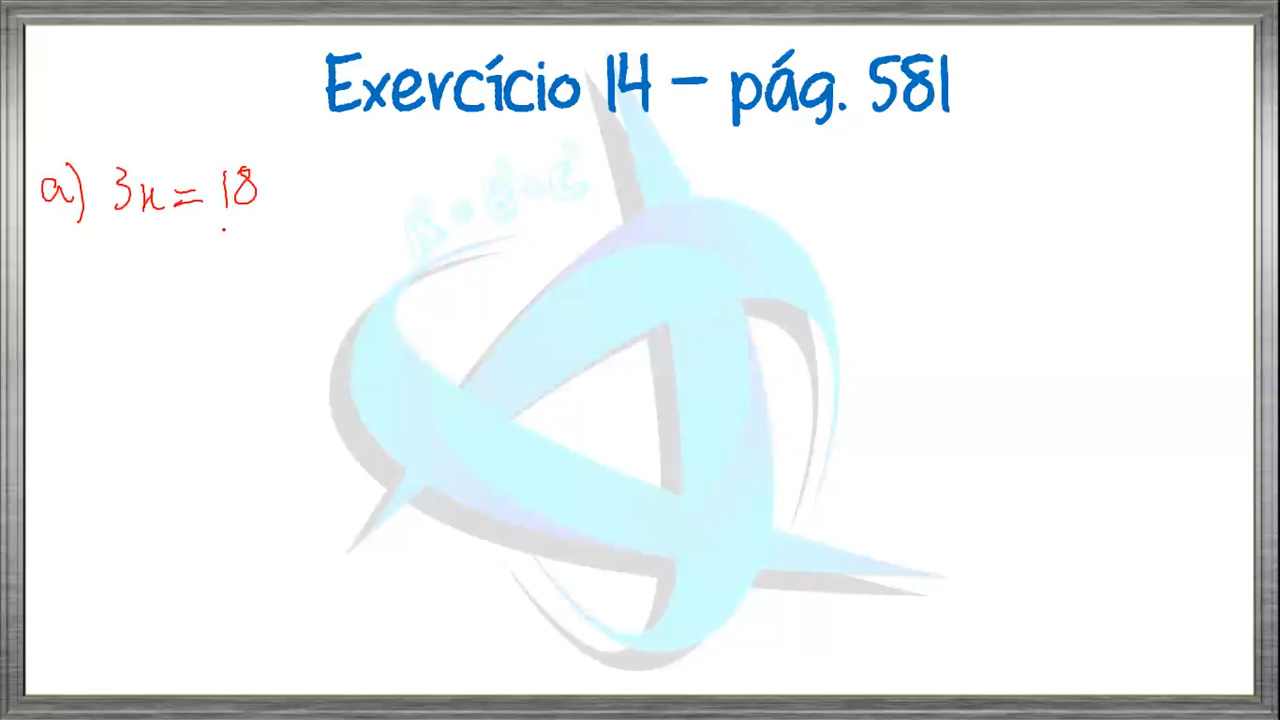 Exercício 14 - pág. 581
a) 3x = 18